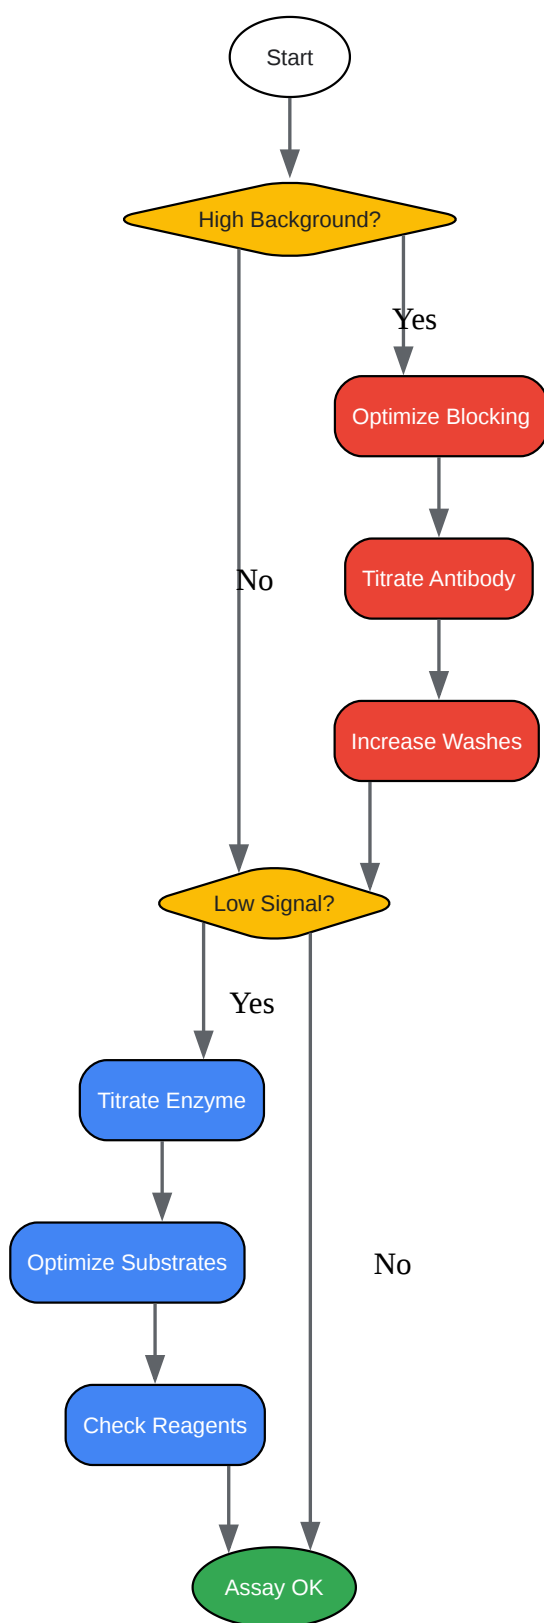 Start
High Background?
Yes
Optimize Blocking
Titrate Antibody
No
Increase Washes
Low Signal?
Yes
Titrate Enzyme
Optimize Substrates
No
Check Reagents
Assay OK